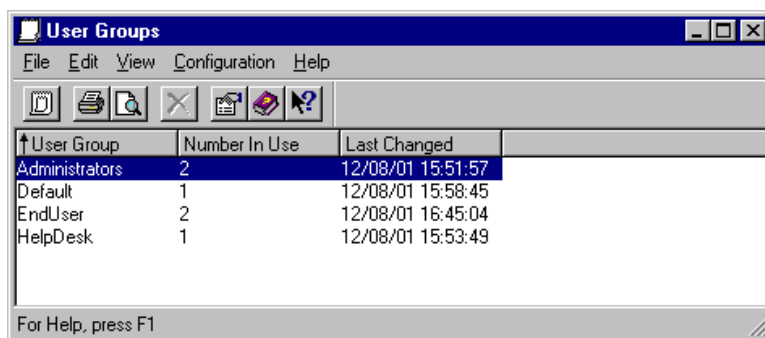 User Groups
File Edit View Configuration Help
User Group Number In Use Last Changed
Administrators 2 12/08/01 15:51:57
Default 1 12/08/01 15:58:45
EndUser 2 12/08/01 16:45:04
HelpDesk 1 12/08/01 15:53:49
For Help, press F1